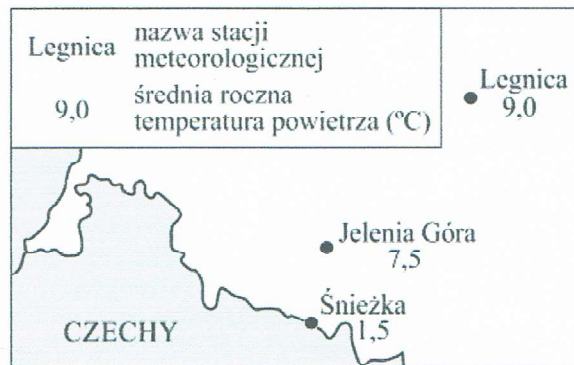 Legnica
nazwa stacji
meteorologicznej
9,0
średnia roczna
temperatura powietrza (ºC)
Legnica
9,0
Jelenia Góra
7,5
Śnieżka
1,5
CZECHY